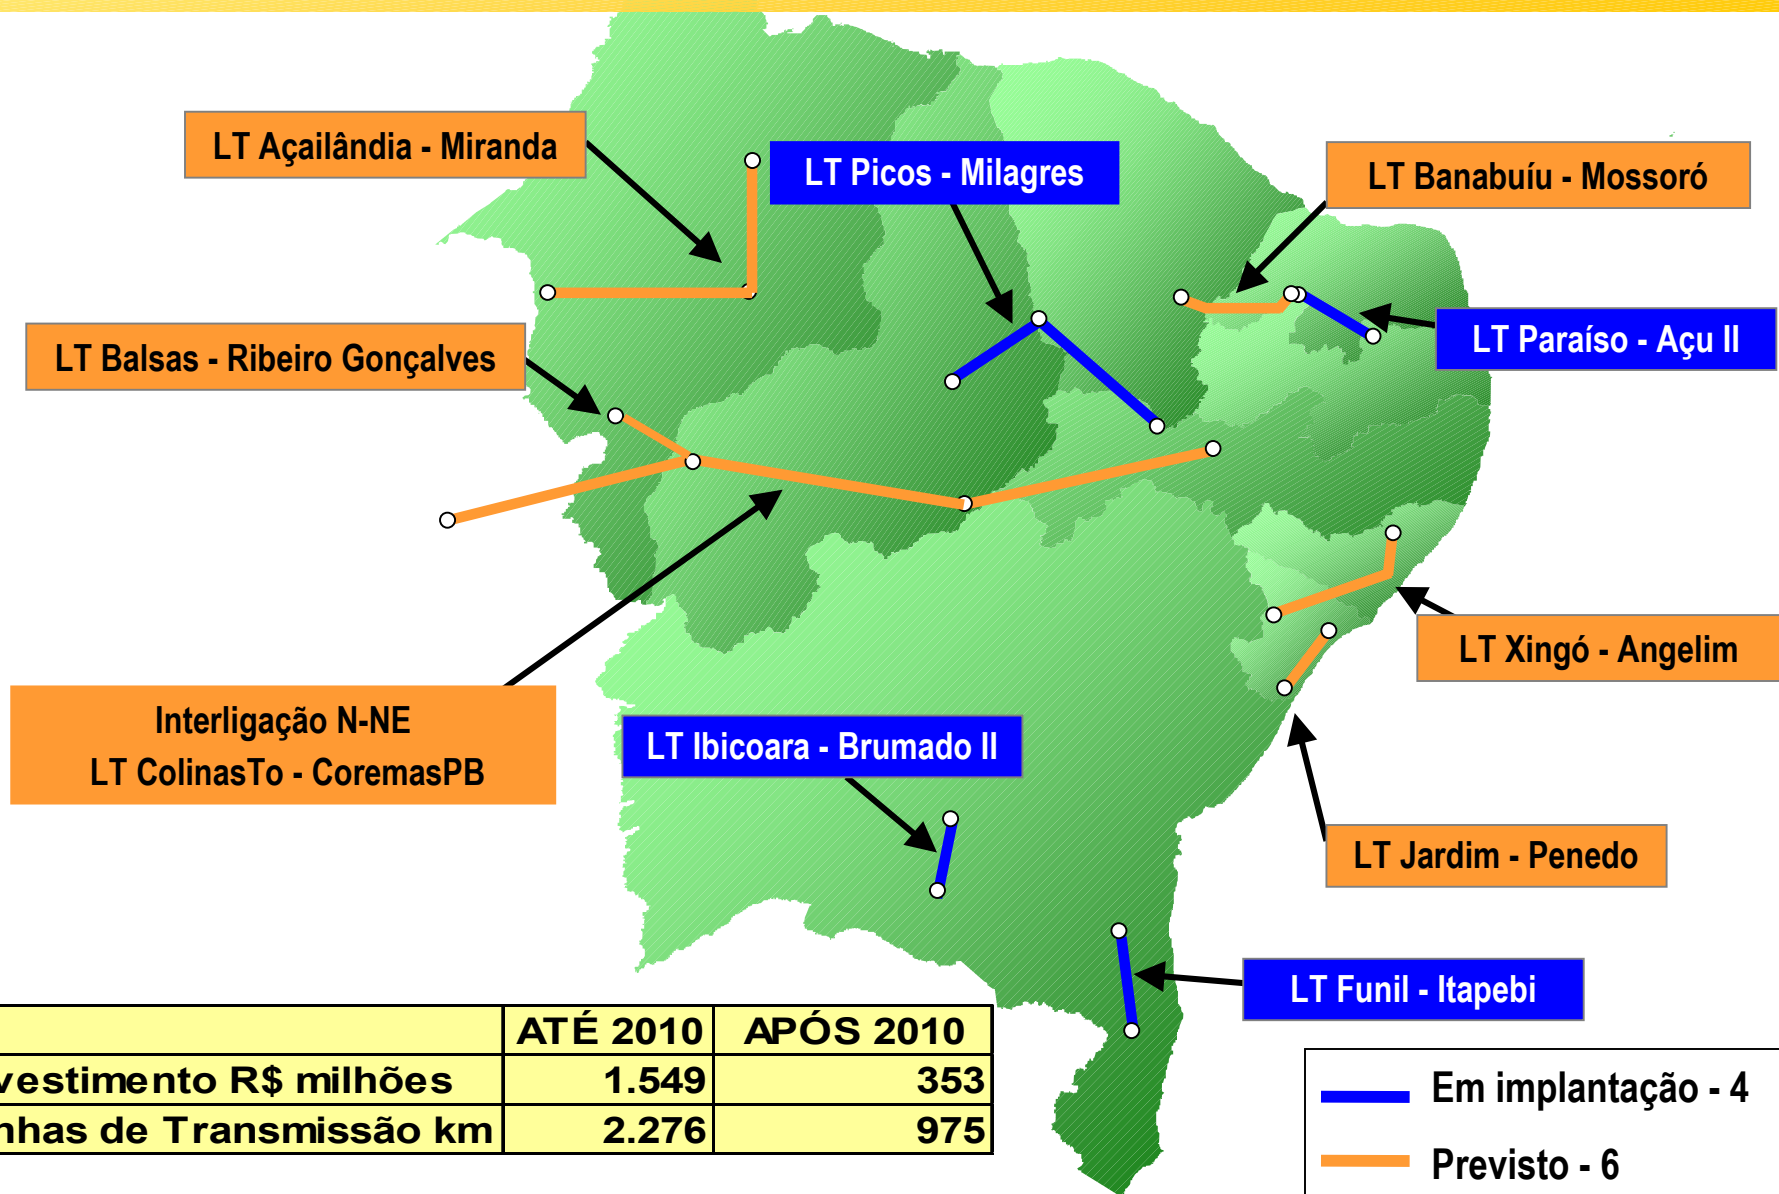 LT Açailândia - Miranda
LT Picos - Milagres
LT Banabuíu - Mossoró
LT Balsas - Ribeiro Gonçalves
LT Paraíso - Açu II
LT Xingó - Angelim
Interligação N-NE
LT ColinasTo - CoremasPB
LT Ibicoara - Brumado II
LT Jardim - Penedo
LT Funil - Itapebi
ATÉ 2010 APÓS 2010
vestimento R$ milhões 1.549 353
nhas de Transmissão km 2.276 975
Em implantação - 4
Previsto - 6